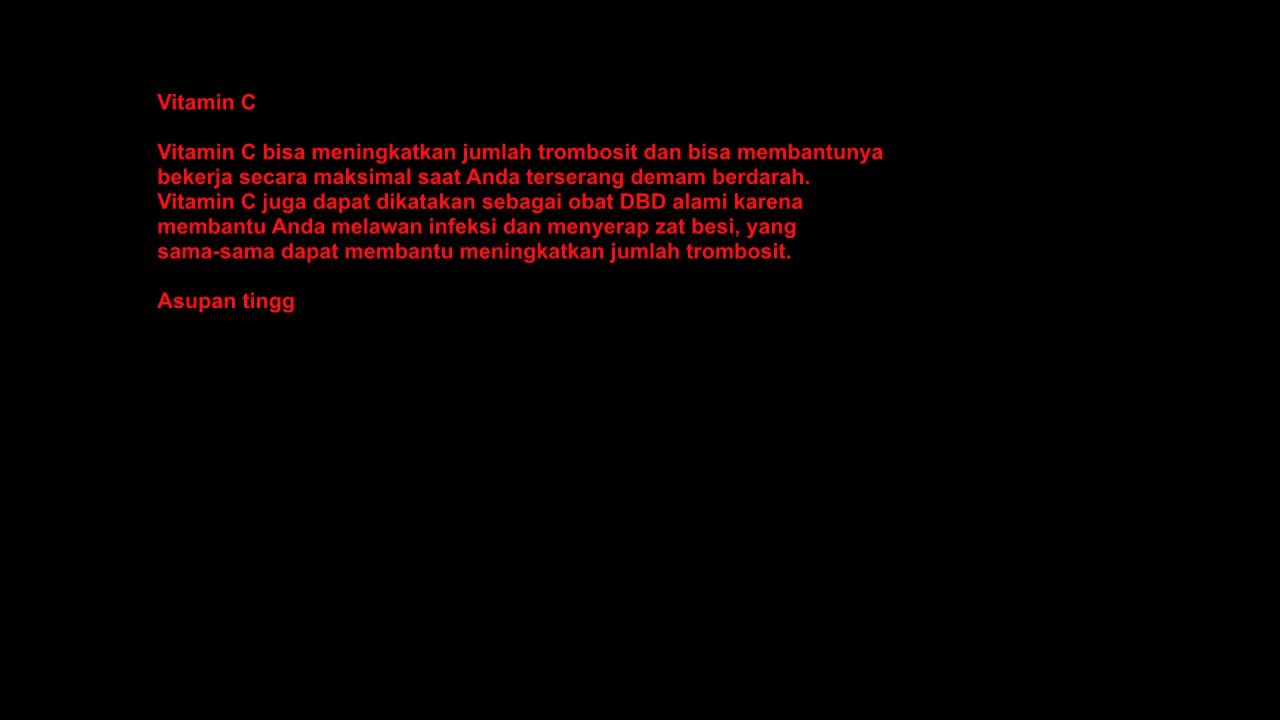 Vitamin C
Vitamin C bisa meningkatkan jumlah trombosit dan bisa membantunya
bekerja secara maksimal saat Anda terserang demam berdarah.
Vitamin C juga dapat dikatakan sebagai obat DBD alami karena
membantu Anda melawan infeksi dan menyerap zat besi, yang
sama-sama dapat membantu meningkatkan jumlah trombosit.
Asupan tingg